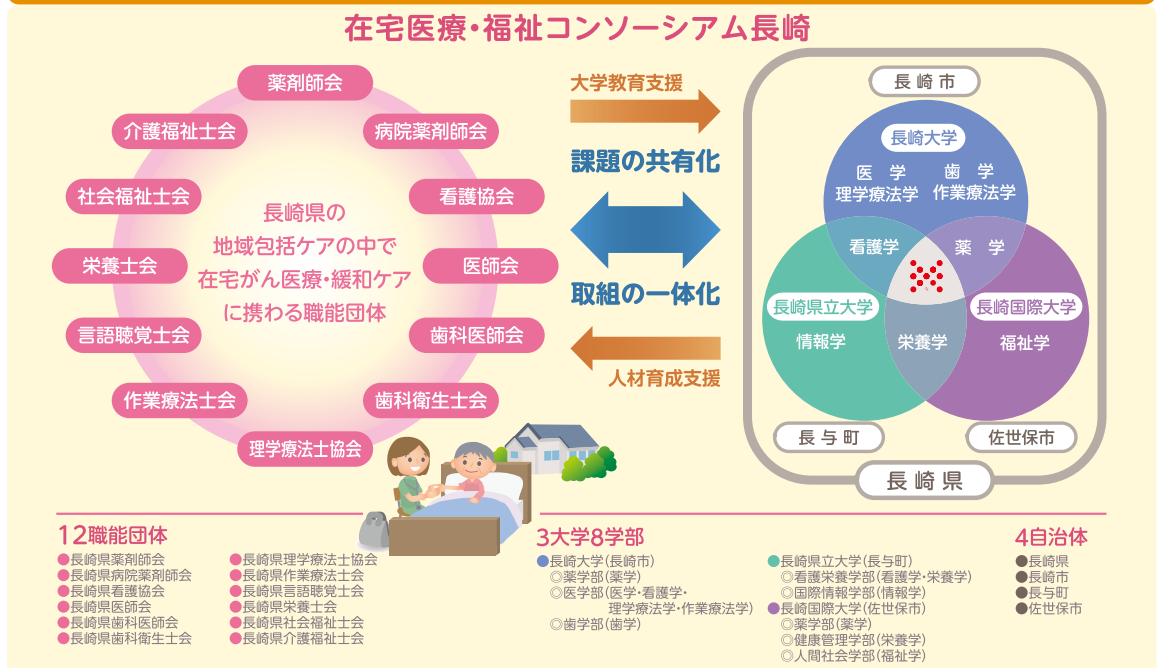 在宅医療・福祉コンソーシアム長崎
薬剤師会
介護福祉士会
病院薬剤師会
社会福祉士会
看護協会
栄養士会
医師会
言語聴覚士会
歯科医師会
作業療法士会
歯科衛生士会
理学療法士協会
長崎県の
地域包括ケアの中で
在宅がん医療・緩和ケア
に携わる職能団体
大学教育支援
課題の共有化
取組の一体化
人材育成支援
長崎市
長崎大学
医 学
歯 学
理学療法学
作業療法学
看護学
薬 学
長崎県立大学
長崎国際大学
情報学
栄養学
福祉学
長与町
佐世保市
長崎県
12職能団体
●長崎県薬剤師会
●長崎県病院薬剤師会
●長崎県看護協会
●長崎県医師会
●長崎県歯科医師会
●長崎県歯科衛生士会
●長崎県理学療法士協会
●長崎県作業療法士会
●長崎県言語聴覚士会
●長崎県栄養士会
●長崎県社会福祉士会
●長崎県介護福祉士会
3大学8学部
●長崎大学(長崎市)
◎薬学部(薬学)
◎医学部(医学・看護学・
理学療法学・作業療法学)
◎歯学部(歯学)
●長崎県立大学(長与町)
◎看護栄養学部(看護学・栄養学)
◎国際情報学部(情報学)
●長崎国際大学(佐世保市)
◎薬学部(薬学)
◎健康管理学部(栄養学)
◎人間社会学部(福祉学)
4自治体
●長崎県
●長崎市
●長与町
●佐世保市